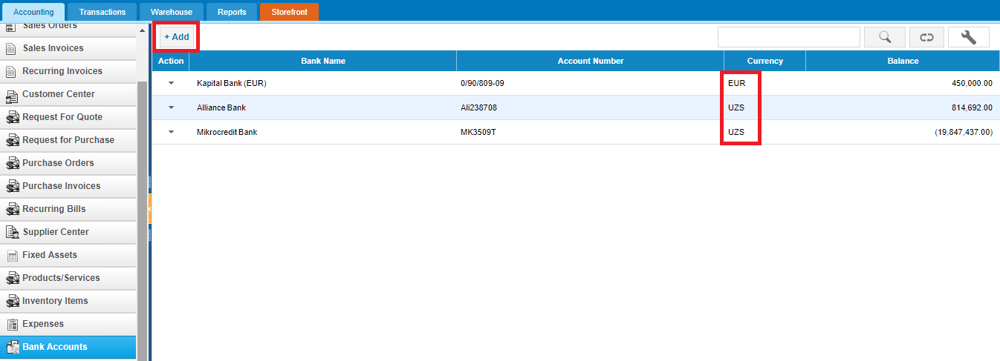 Accounting Transactions Warehouse Reports Storefront
Sales Orders
Sales Invoices
Recurring Invoices
Customer Center
Request For Quote
Request for Purchase
Purchase Orders
Purchase Invoices
Recurring Bills
Supplier Center
Fixed Assets
Products/Services
Inventory Items
Expenses
Bank Accounts
+ Add
Action Bank Name Account Number Currency Balance
Kapital Bank (EUR) 0/90/809-09 EUR 450,000.00
Alliance Bank Ali238708 UZS 814,692.00
Mikrocredit Bank MK3509T UZS (19,847,437.00)